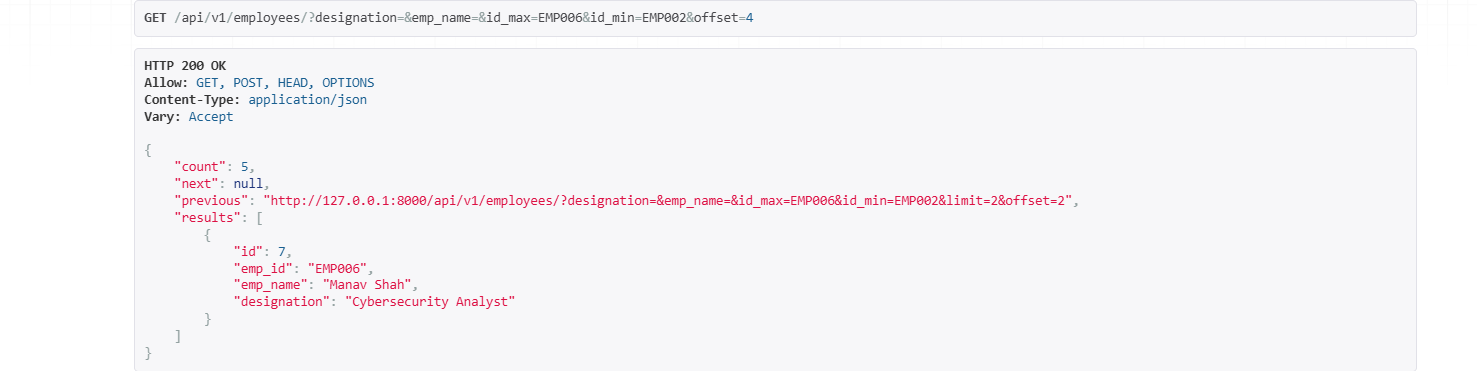 GET /api/v1/employees/?designation=&emp_name=&id_max=EMP006&id_min=EMP002&offset=4
HTTP 200 OK
Allow: GET, POST, HEAD, OPTIONS
Content-Type: application/json
Vary: Accept
{
    "count": 5,
    "next": null,
    "previous": "http://127.0.0.1:8000/api/v1/employees/?designation=&emp_name=&id_max=EMP006&id_min=EMP002&limit=2&offset=2",
    "results": [
        {
            "id": 7,
            "emp_id": "EMP006",
            "emp_name": "Manav Shah",
            "designation": "Cybersecurity Analyst"
        }
    ]
}